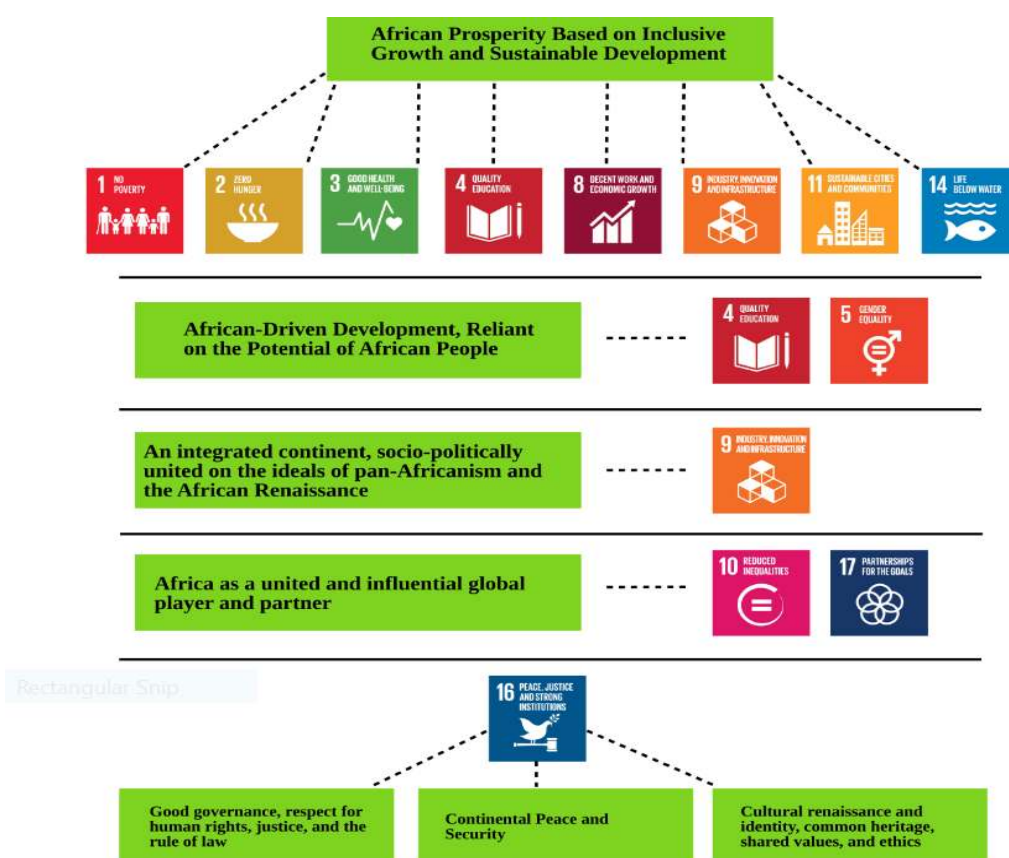 African Prosperity Based on Inclusive
Growth and Sustainable Development
1 NO
POVERTY
2 ZERO
HUNGER
3 GOOD HEALTH
AND WELL-BEING
4 QUALITY
EDUCATION
8 DECENT WORK AND
ECONOMIC GROWTH
9 INDUSTRY, INNOVATION
AND INFRASTRUCTURE
11 SUSTAINABLE CITIES
AND COMMUNITIES
14 LIFE
BELOW WATER
African-Driven Development, Reliant
on the Potential of African People
4 QUALITY
EDUCATION
5 GENDER
EQUALITY
An integrated continent, socio-politically
united on the ideals of pan-Africanism and
the African Renaissance
9 INDUSTRY, INNOVATION
AND INFRASTRUCTURE
Africa as a united and influential global
player and partner
10 REDUCED
INEQUALITIES
17 PARTNERSHIPS
FOR THE GOALS
Rectangular Snip
16 PEACE, JUSTICE
AND STRONG
INSTITUTIONS
Good governance, respect for
human rights, justice, and the
rule of law
Continental Peace and
Security
Cultural renaissance and
identity, common heritage,
shared values, and ethics